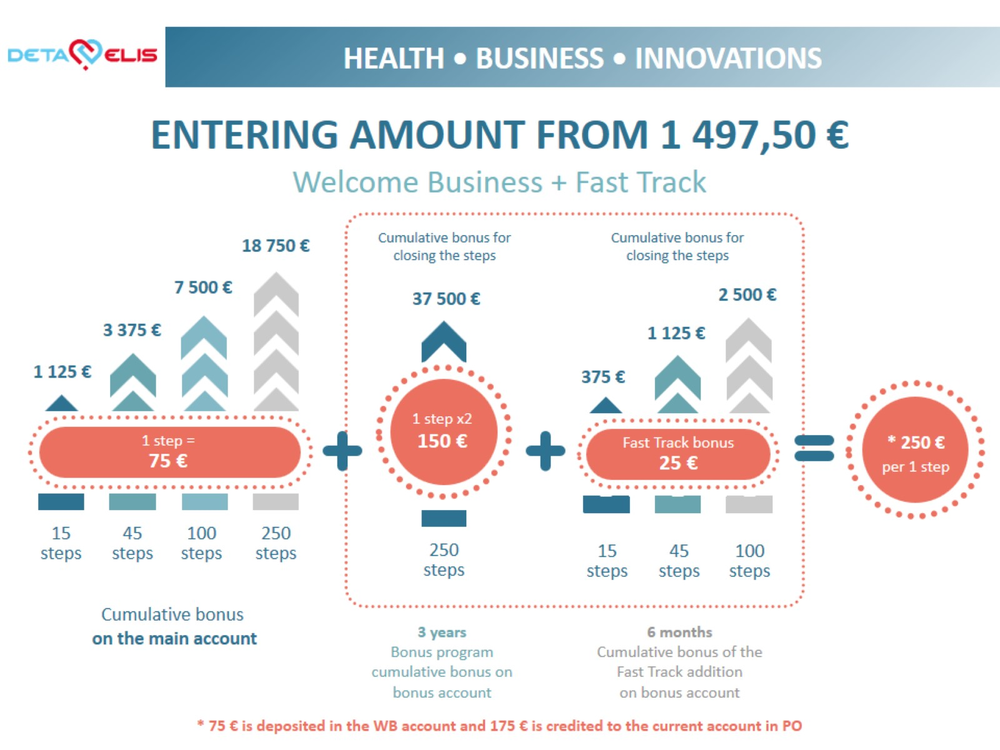 DETA ELIS
HEALTH • BUSINESS • INNOVATIONS
ENTERING AMOUNT FROM 1 497,50 €
Welcome Business + Fast Track
1 125 €
3 375 €
7 500 €
18 750 €
1 step =
75 €
15
steps
45
steps
100
steps
250
steps
Cumulative bonus
on the main account
+
Cumulative bonus for
closing the steps
37 500 €
1 step x2
150 €
250
steps
3 years
Bonus program
cumulative bonus on
bonus account
+
Cumulative bonus for
closing the steps
375 €
1 125 €
2 500 €
Fast Track bonus
25 €
15
steps
45
steps
100
steps
6 months
Cumulative bonus of the
Fast Track addition
on bonus account
=
* 250 €
per 1 step
* 75 € is deposited in the WB account and 175 € is credited to the current account in PO